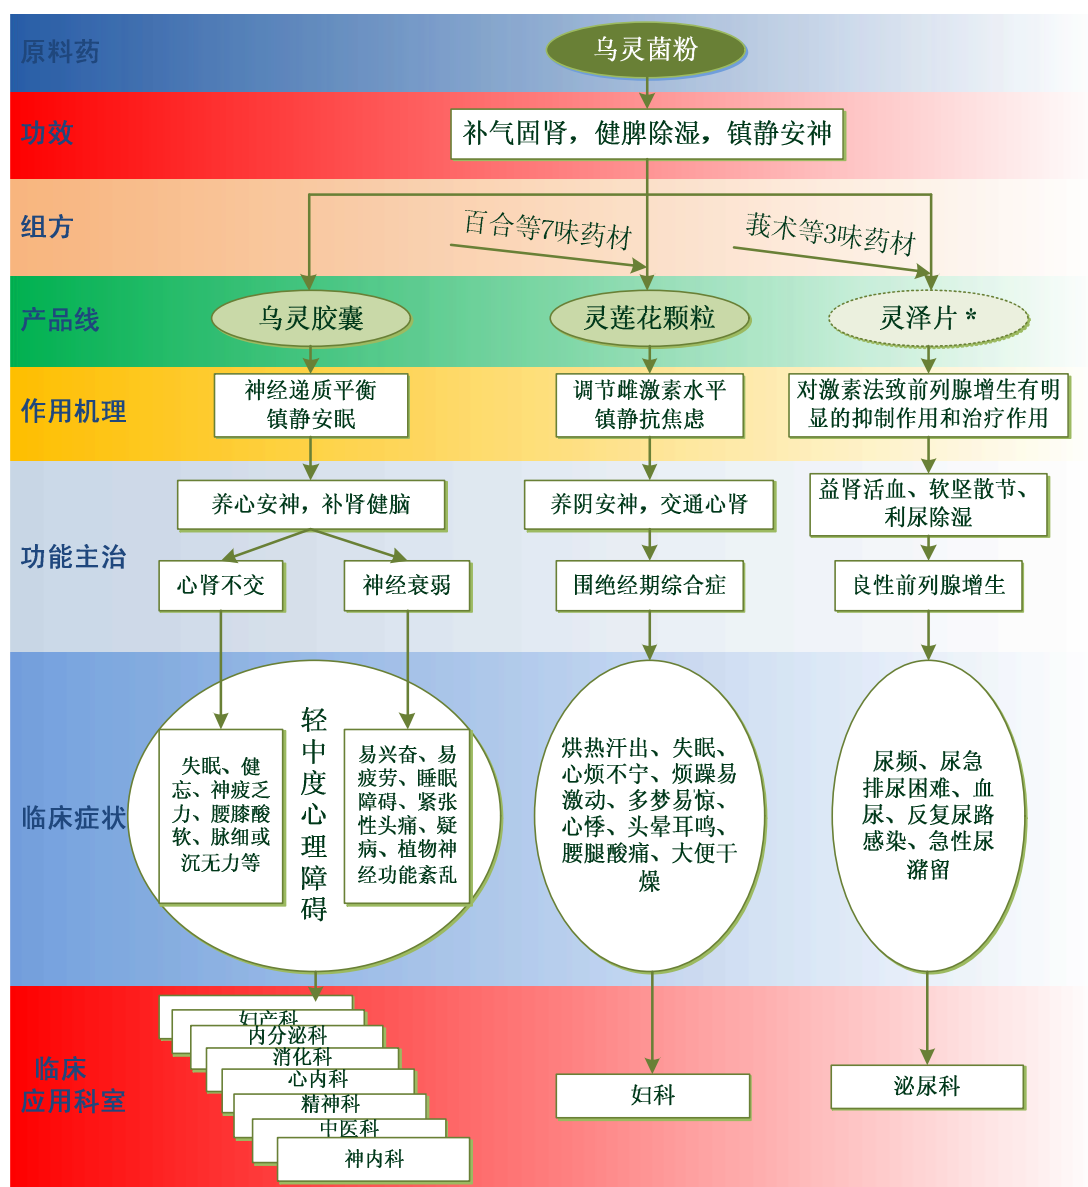 原料药
乌灵菌粉
功效
补气固肾，健脾除湿，镇静安神
组方
百合等7味药材
莪术等3味药材
产品线
乌灵胶囊
灵莲花颗粒
灵泽片 *
作用机理
神经递质平衡
镇静安眠
调节雌激素水平
镇静抗焦虑
对激素法致前列腺增生有明
显的抑制作用和治疗作用
功能主治
养心安神，补肾健脑
养阴安神，交通心肾
益肾活血、软坚散节、
利尿除湿
心肾不交
神经衰弱
围绝经期综合症
良性前列腺增生
临床症状
失眠、健
忘、神疲乏
力、腰膝酸
软、脉细或
沉无力等
轻
中
度
心
理
障
碍
易兴奋、易
疲劳、睡眠
障碍、紧张
性头痛、疑
病、植物神
经功能紊乱
烘热汗出、失眠、
心烦不宁、烦躁易
激动、多梦易惊、
心悸、头晕耳鸣、
腰腿酸痛、大便干
燥
尿频、尿急
排尿困难、血
尿、反复尿路
感染、急性尿
潴留
临床
应用科室
妇产科
内分泌科
消化科
心内科
精神科
中医科
神内科
妇科
泌尿科